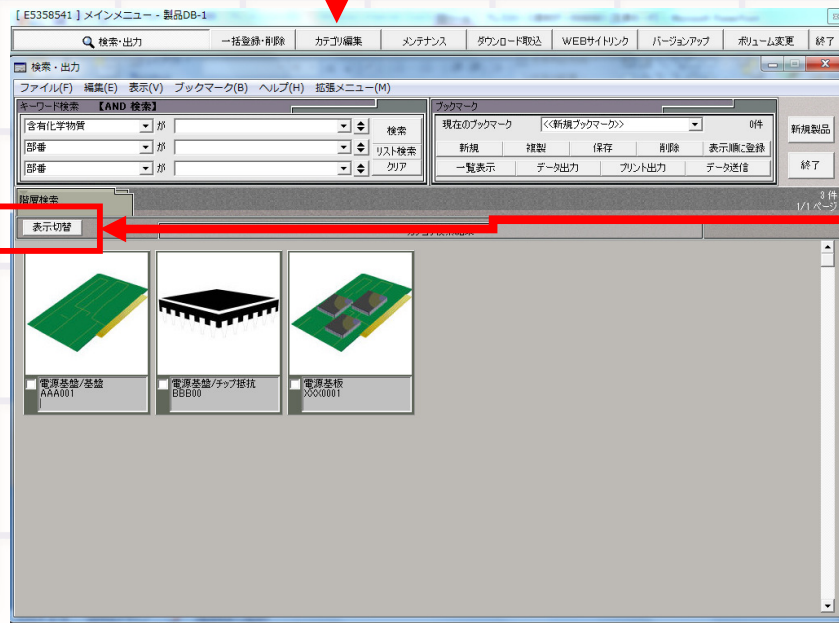 [ E5358541 ] メインメニュー - 製品DB-1
検索・出力 一括登録・削除 カテゴリ編集 メンテナンス ダウンロード取込 WEBサイトリンク バージョンアップ ボリューム変更 終了
検索・出力
ファイル(F) 編集(E) 表示(V) ブックマーク(B) ヘルプ(H) 拡張メニュー(M)
キーワード検索 【AND 検索】
含有化学物質 が 検索
部番 が リスト検索
部番 が クリア
ブックマーク
現在のブックマーク <<新規ブックマーク>> 0件
新規 複製 保存 削除 表示順に登録
一覧表示 データ出力 プリント出力 データ送信
新規製品
終了
階層検索
3 件
1/1 ページ
表示切替
電源基盤/基盤
AAA001
電源基盤/チップ抵抗
BBB00
電源基板
XXX0001